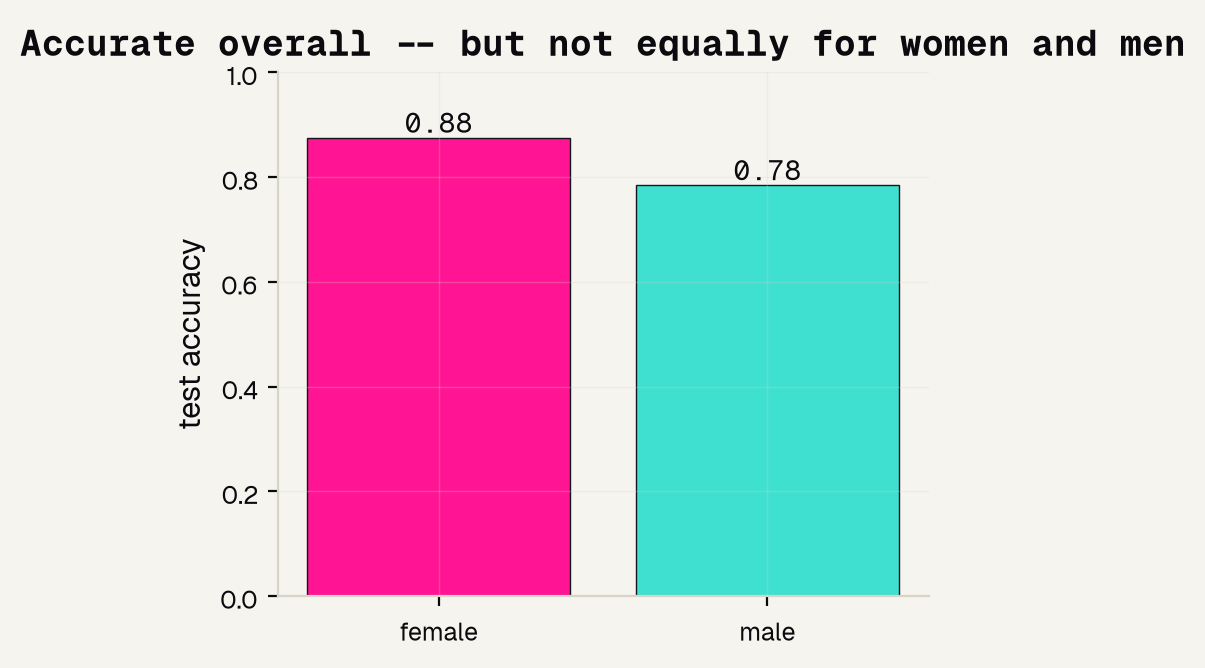 Accurate overall -- but not equally for women and men
1.0
0.8
0.6
0.4
0.2
0.0
test accuracy
0.88
0.78
female
male